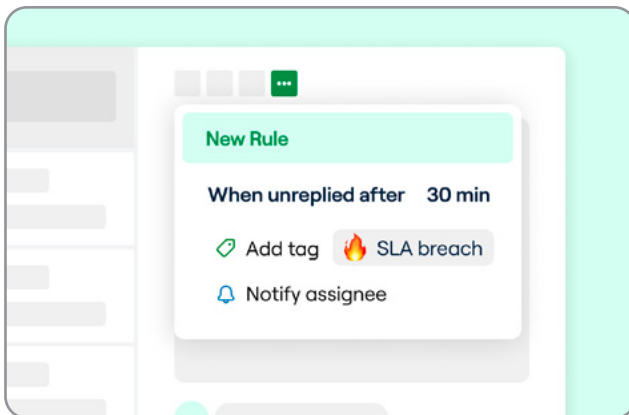 New Rule
When unreplied after 30 min
Add tag 🔥 SLA breach
Notify assignee